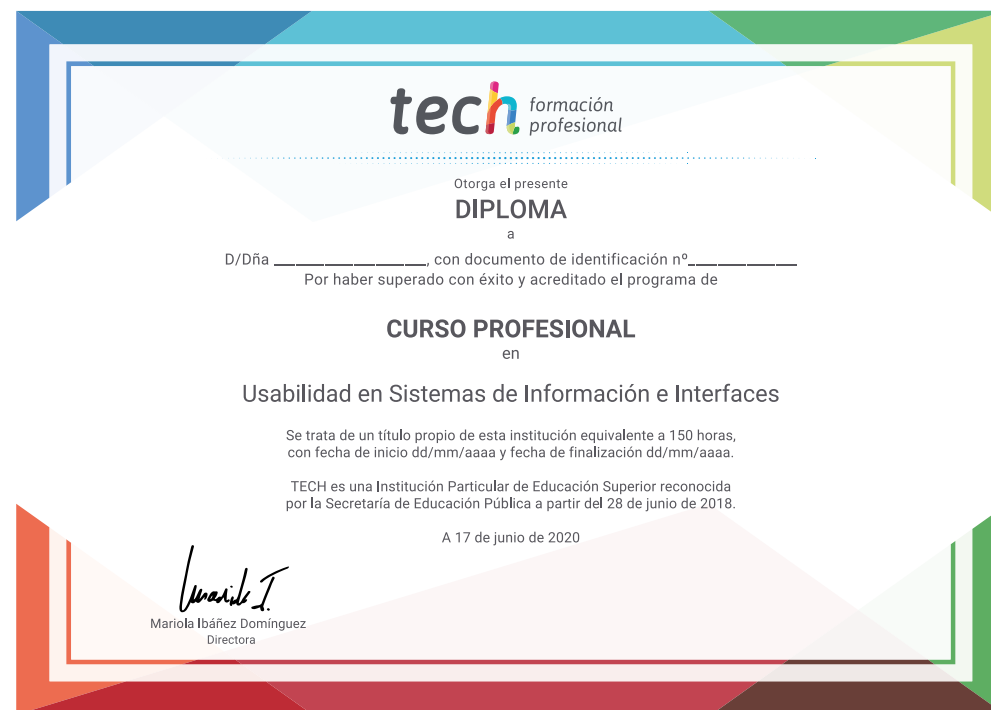 tech formación
profesional
Otorga el presente
DIPLOMA
a
D/Dña ____________________, con documento de identificación nº______________
Por haber superado con éxito y acreditado el programa de
CURSO PROFESIONAL
en
Usabilidad en Sistemas de Información e Interfaces
Se trata de un título propio de esta institución equivalente a 150 horas,
con fecha de inicio dd/mm/aaaa y fecha de finalización dd/mm/aaaa.
TECH es una Institución Particular de Educación Superior reconocida
por la Secretaría de Educación Pública a partir del 28 de junio de 2018.
A 17 de junio de 2020
Mariola I.
Mariola Ibáñez Domínguez
Directora